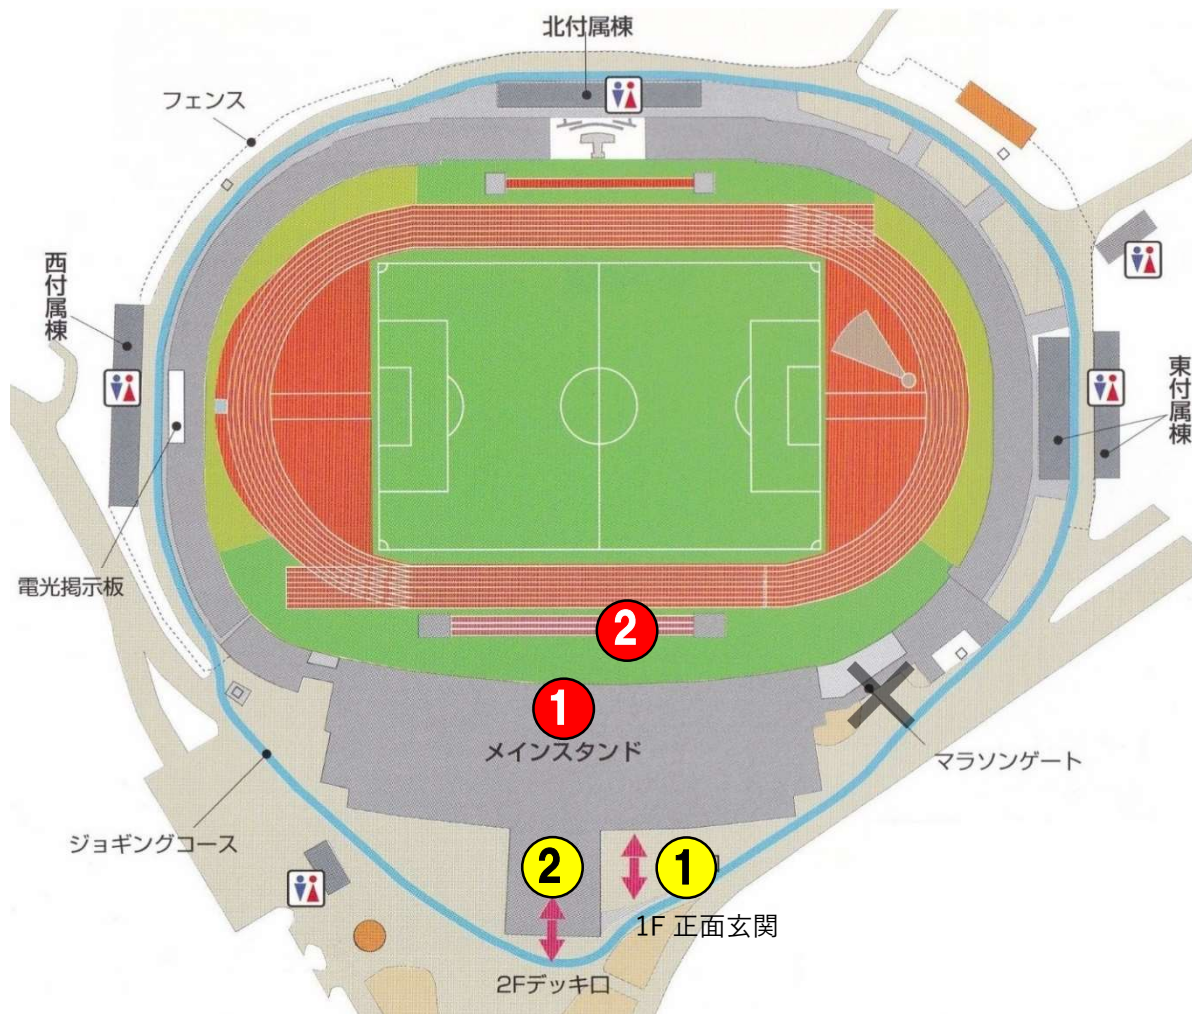 北付属棟
フェンス
西付属棟
東付属棟
電光掲示板
2
1
メインスタンド
マラソンゲート
ジョギングコース
2
1
1F 正面玄関
2Fデッキ口